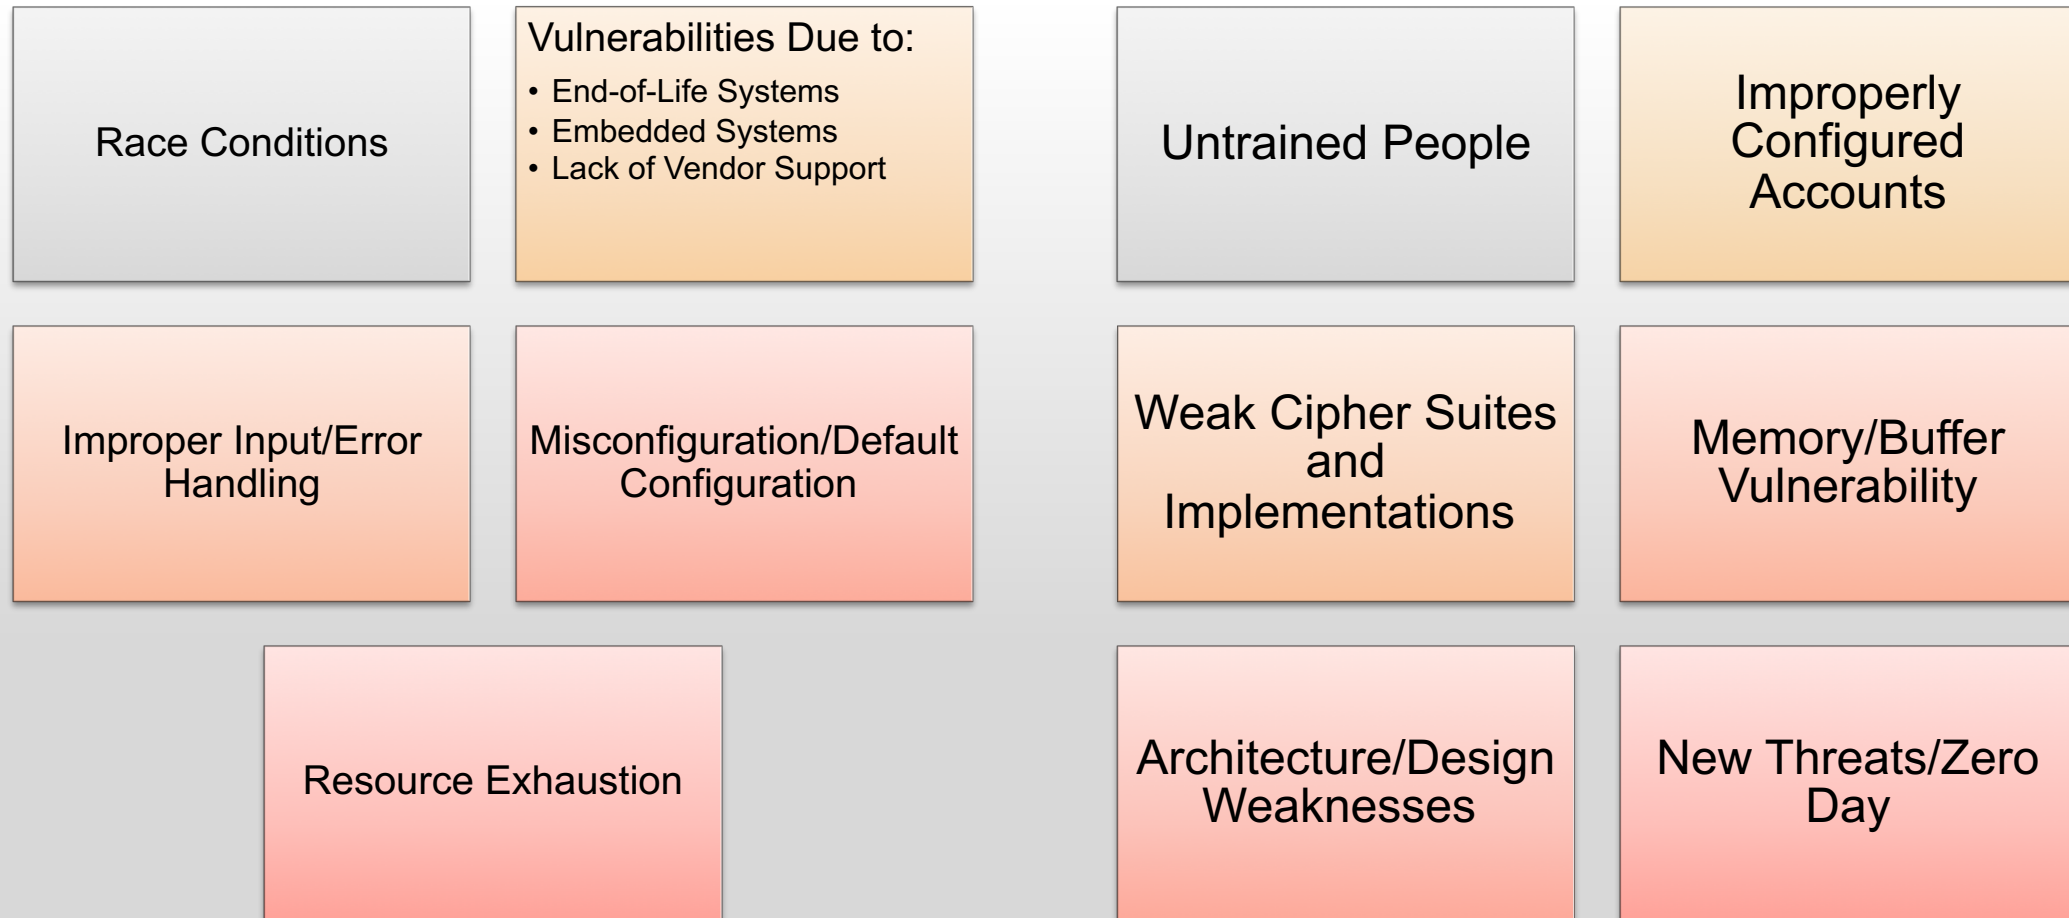 Race Conditions
Vulnerabilities Due to:
• End-of-Life Systems
• Embedded Systems
• Lack of Vendor Support
Improper Input/Error
Handling
Misconfiguration/Default
Configuration
Resource Exhaustion
Untrained People
Improperly
Configured
Accounts
Weak Cipher Suites
and
Implementations
Memory/Buffer
Vulnerability
Architecture/Design
Weaknesses
New Threats/Zero
Day